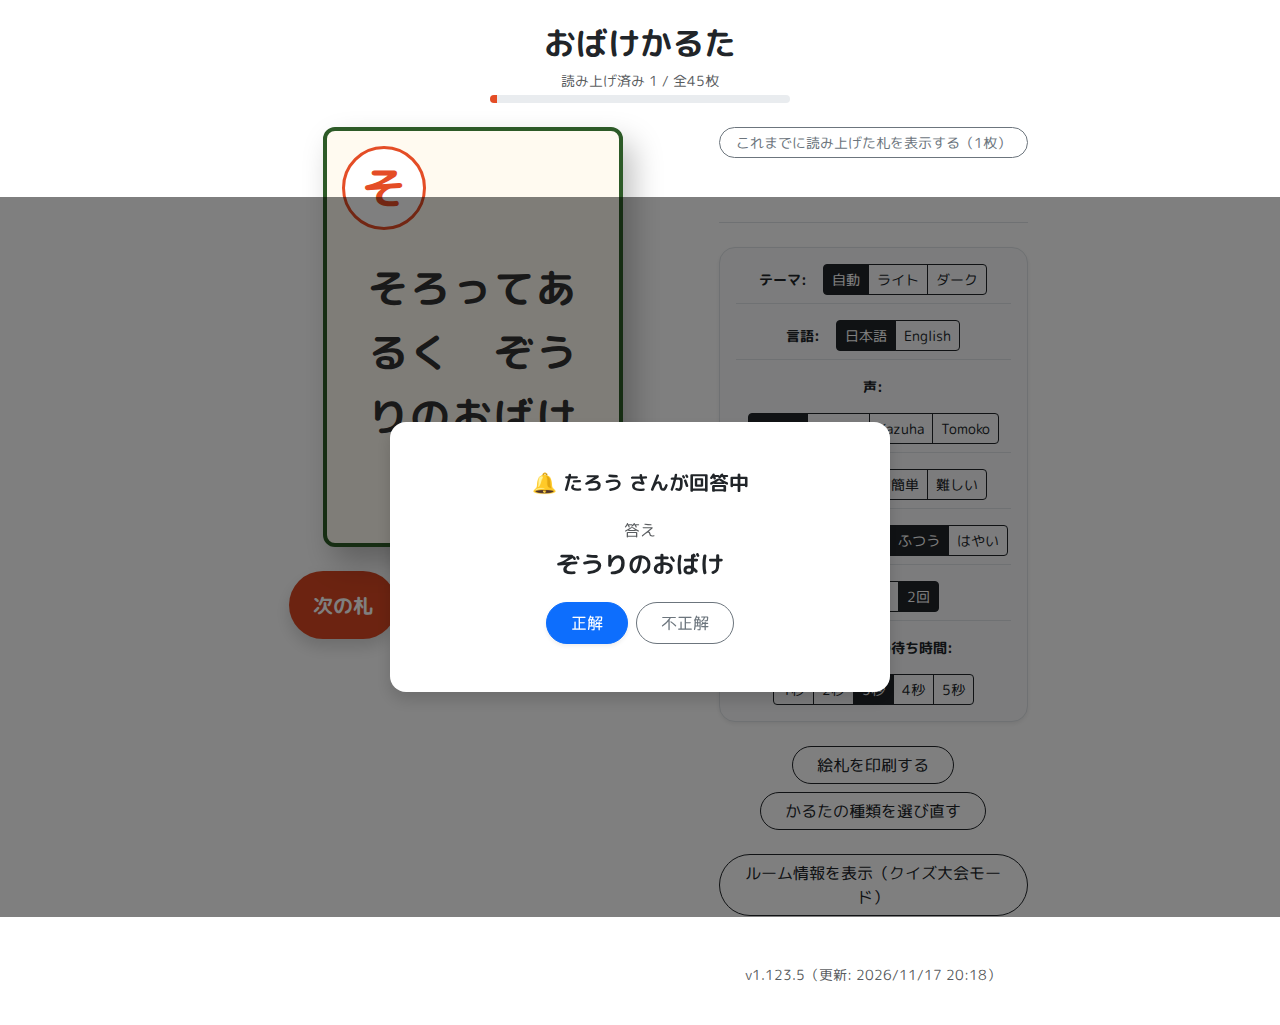 おばけかるた
読み上げ済み 1 / 全45枚
そ
そろってあ
るく　ぞう
りのおばけ
次の札
これまでに読み上げた札を表示する（1枚）
テーマ: 自動 ライト ダーク
言語: 日本語 English
声:
azuha Tomoko
簡単 難しい
ふつう はやい
2回
待ち時間:
4秒 5秒
絵札を印刷する
かるたの種類を選び直す
ルーム情報を表示（クイズ大会モー
ド）
v1.123.5（更新: 2026/11/17 20:18）
🔔 たろう さんが回答中
答え
ぞうりのおばけ
正解 不正解